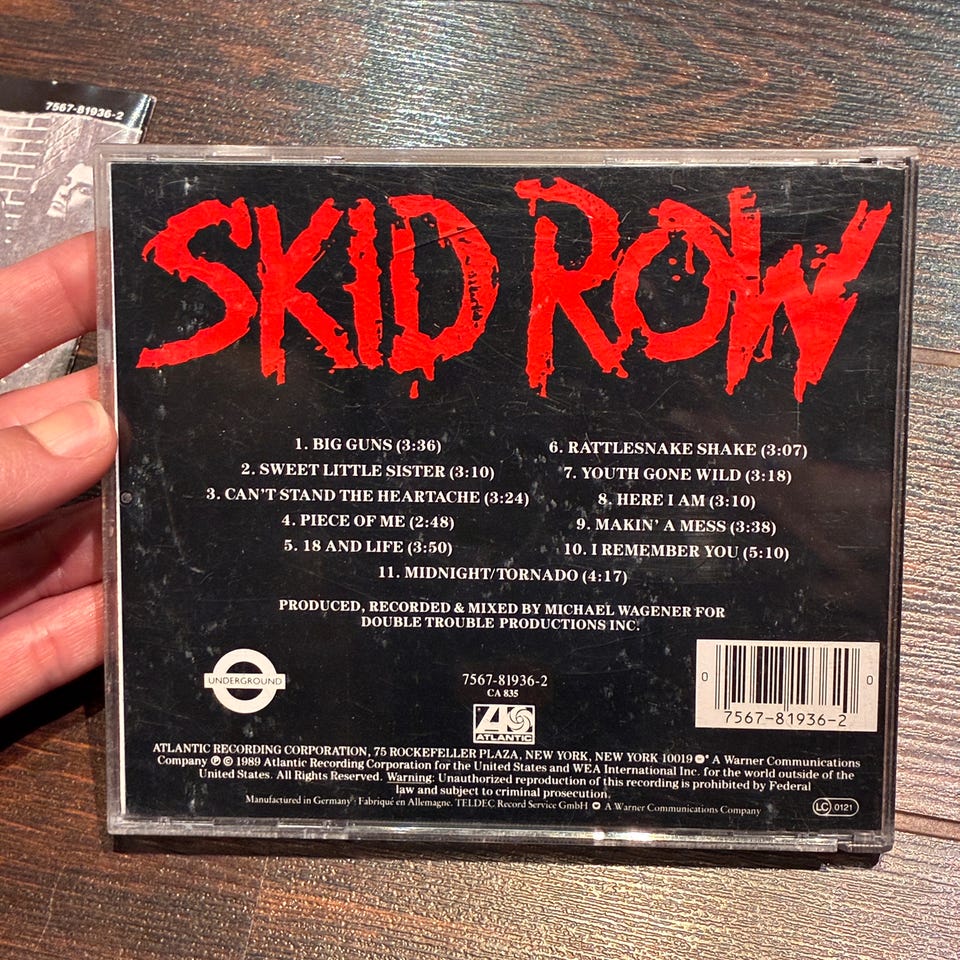 7567-81936-2
SKID ROW
1. BIG GUNS (3:36)
2. SWEET LITTLE SISTER (3:10)
3. CAN'T STAND THE HEARTACHE (3:24)
4. PIECE OF ME (2:48)
5. 18 AND LIFE (3:50)
6. RATTLESNAKE SHAKE (3:07)
7. YOUTH GONE WILD (3:18)
8. HERE I AM (3:10)
9. MAKIN' A MESS (3:38)
10. I REMEMBER YOU (5:10)
11. MIDNIGHT/TORNADO (4:17)
PRODUCED, RECORDED & MIXED BY MICHAEL WAGENER FOR
DOUBLE TROUBLE PRODUCTIONS INC.
UNDERGROUND
7567-81936-2
CA 835
ATLANTIC
0 0
7567-81936-2
ATLANTIC RECORDING CORPORATION, 75 ROCKEFELLER PLAZA, NEW YORK, NEW YORK 10019 A Warner Communications
Company ℗ © 1989 Atlantic Recording Corporation for the United States and WEA International Inc. for the world outside of the
United States. All Rights Reserved. Warning: Unauthorized reproduction of this recording is prohibited by Federal
law and subject to criminal prosecution.
Manufactured in Germany · Fabriqué en Allemagne. TELDEC Record Service GmbH A Warner Communications Company
LC 0121